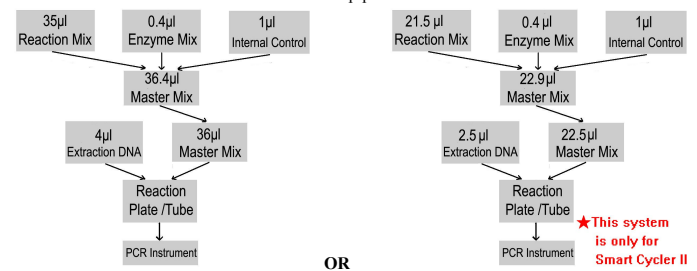 35μl
Reaction Mix
0.4μl
Enzyme Mix
1μl
Internal Control
36.4μl
Master Mix
4μl
Extraction DNA
36μl
Master Mix
Reaction
Plate /Tube
PCR Instrument
OR
21.5 μl
Reaction Mix
0.4 μl
Enzyme Mix
1μl
Internal Control
22.9μl
Master Mix
2.5 μl
Extraction DNA
22.5μl
Master Mix
Reaction
Plate /Tube
PCR Instrument
★This system
is only for
Smart Cycler II